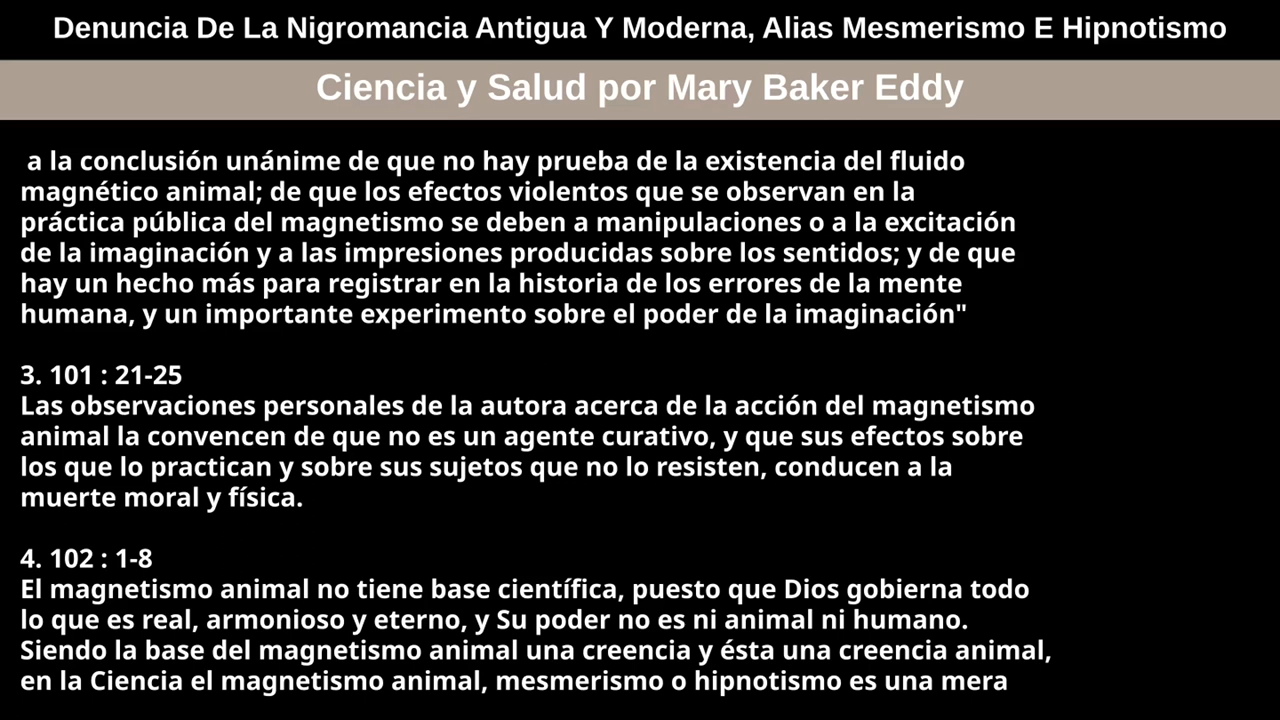 Denuncia De La Nigromancia Antigua Y Moderna, Alias Mesmerismo E Hipnotismo
Ciencia y Salud por Mary Baker Eddy
a la conclusión unánime de que no hay prueba de la existencia del fluido
magnético animal; de que los efectos violentos que se observan en la
práctica pública del magnetismo se deben a manipulaciones o a la excitación
de la imaginación y a las impresiones producidas sobre los sentidos; y de que
hay un hecho más para registrar en la historia de los errores de la mente
humana, y un importante experimento sobre el poder de la imaginación"
3. 101 : 21-25
Las observaciones personales de la autora acerca de la acción del magnetismo
animal la convencen de que no es un agente curativo, y que sus efectos sobre
los que lo practican y sobre sus sujetos que no lo resisten, conducen a la
muerte moral y física.
4. 102 : 1-8
El magnetismo animal no tiene base científica, puesto que Dios gobierna todo
lo que es real, armonioso y eterno, y Su poder no es ni animal ni humano.
Siendo la base del magnetismo animal una creencia y ésta una creencia animal,
en la Ciencia el magnetismo animal, mesmerismo o hipnotismo es una mera